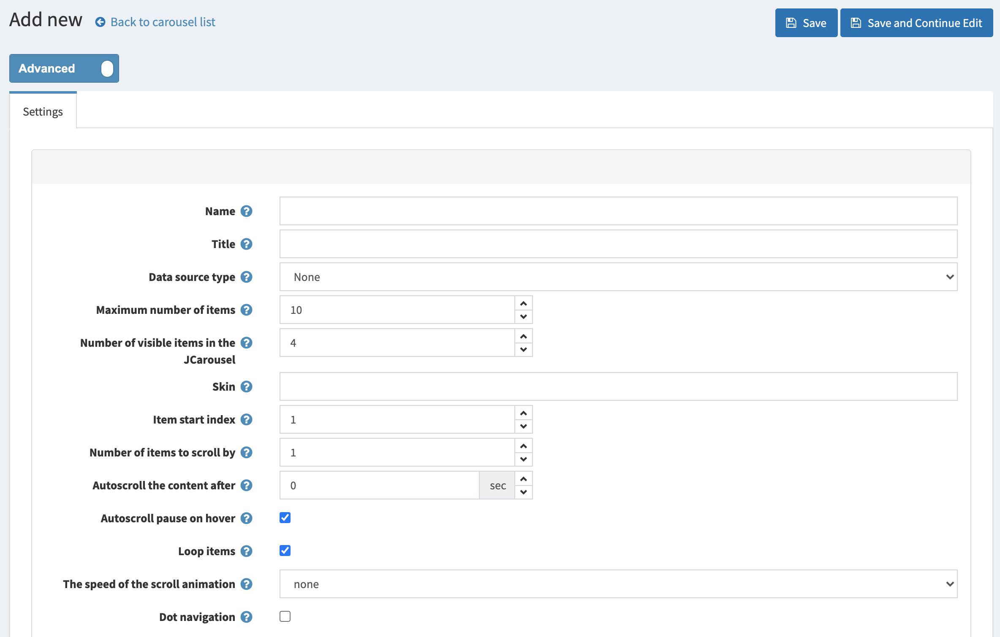 Add new
Back to carousel list
Save
Save and Continue Edit
Advanced
Settings
Name
Title
Data source type
None
Maximum number of items
10
Number of visible items in the
JCarousel
4
Skin
Item start index
1
Number of items to scroll by
1
Autoscroll the content after
0
sec
Autoscroll pause on hover
Loop items
The speed of the scroll animation
none
Dot navigation